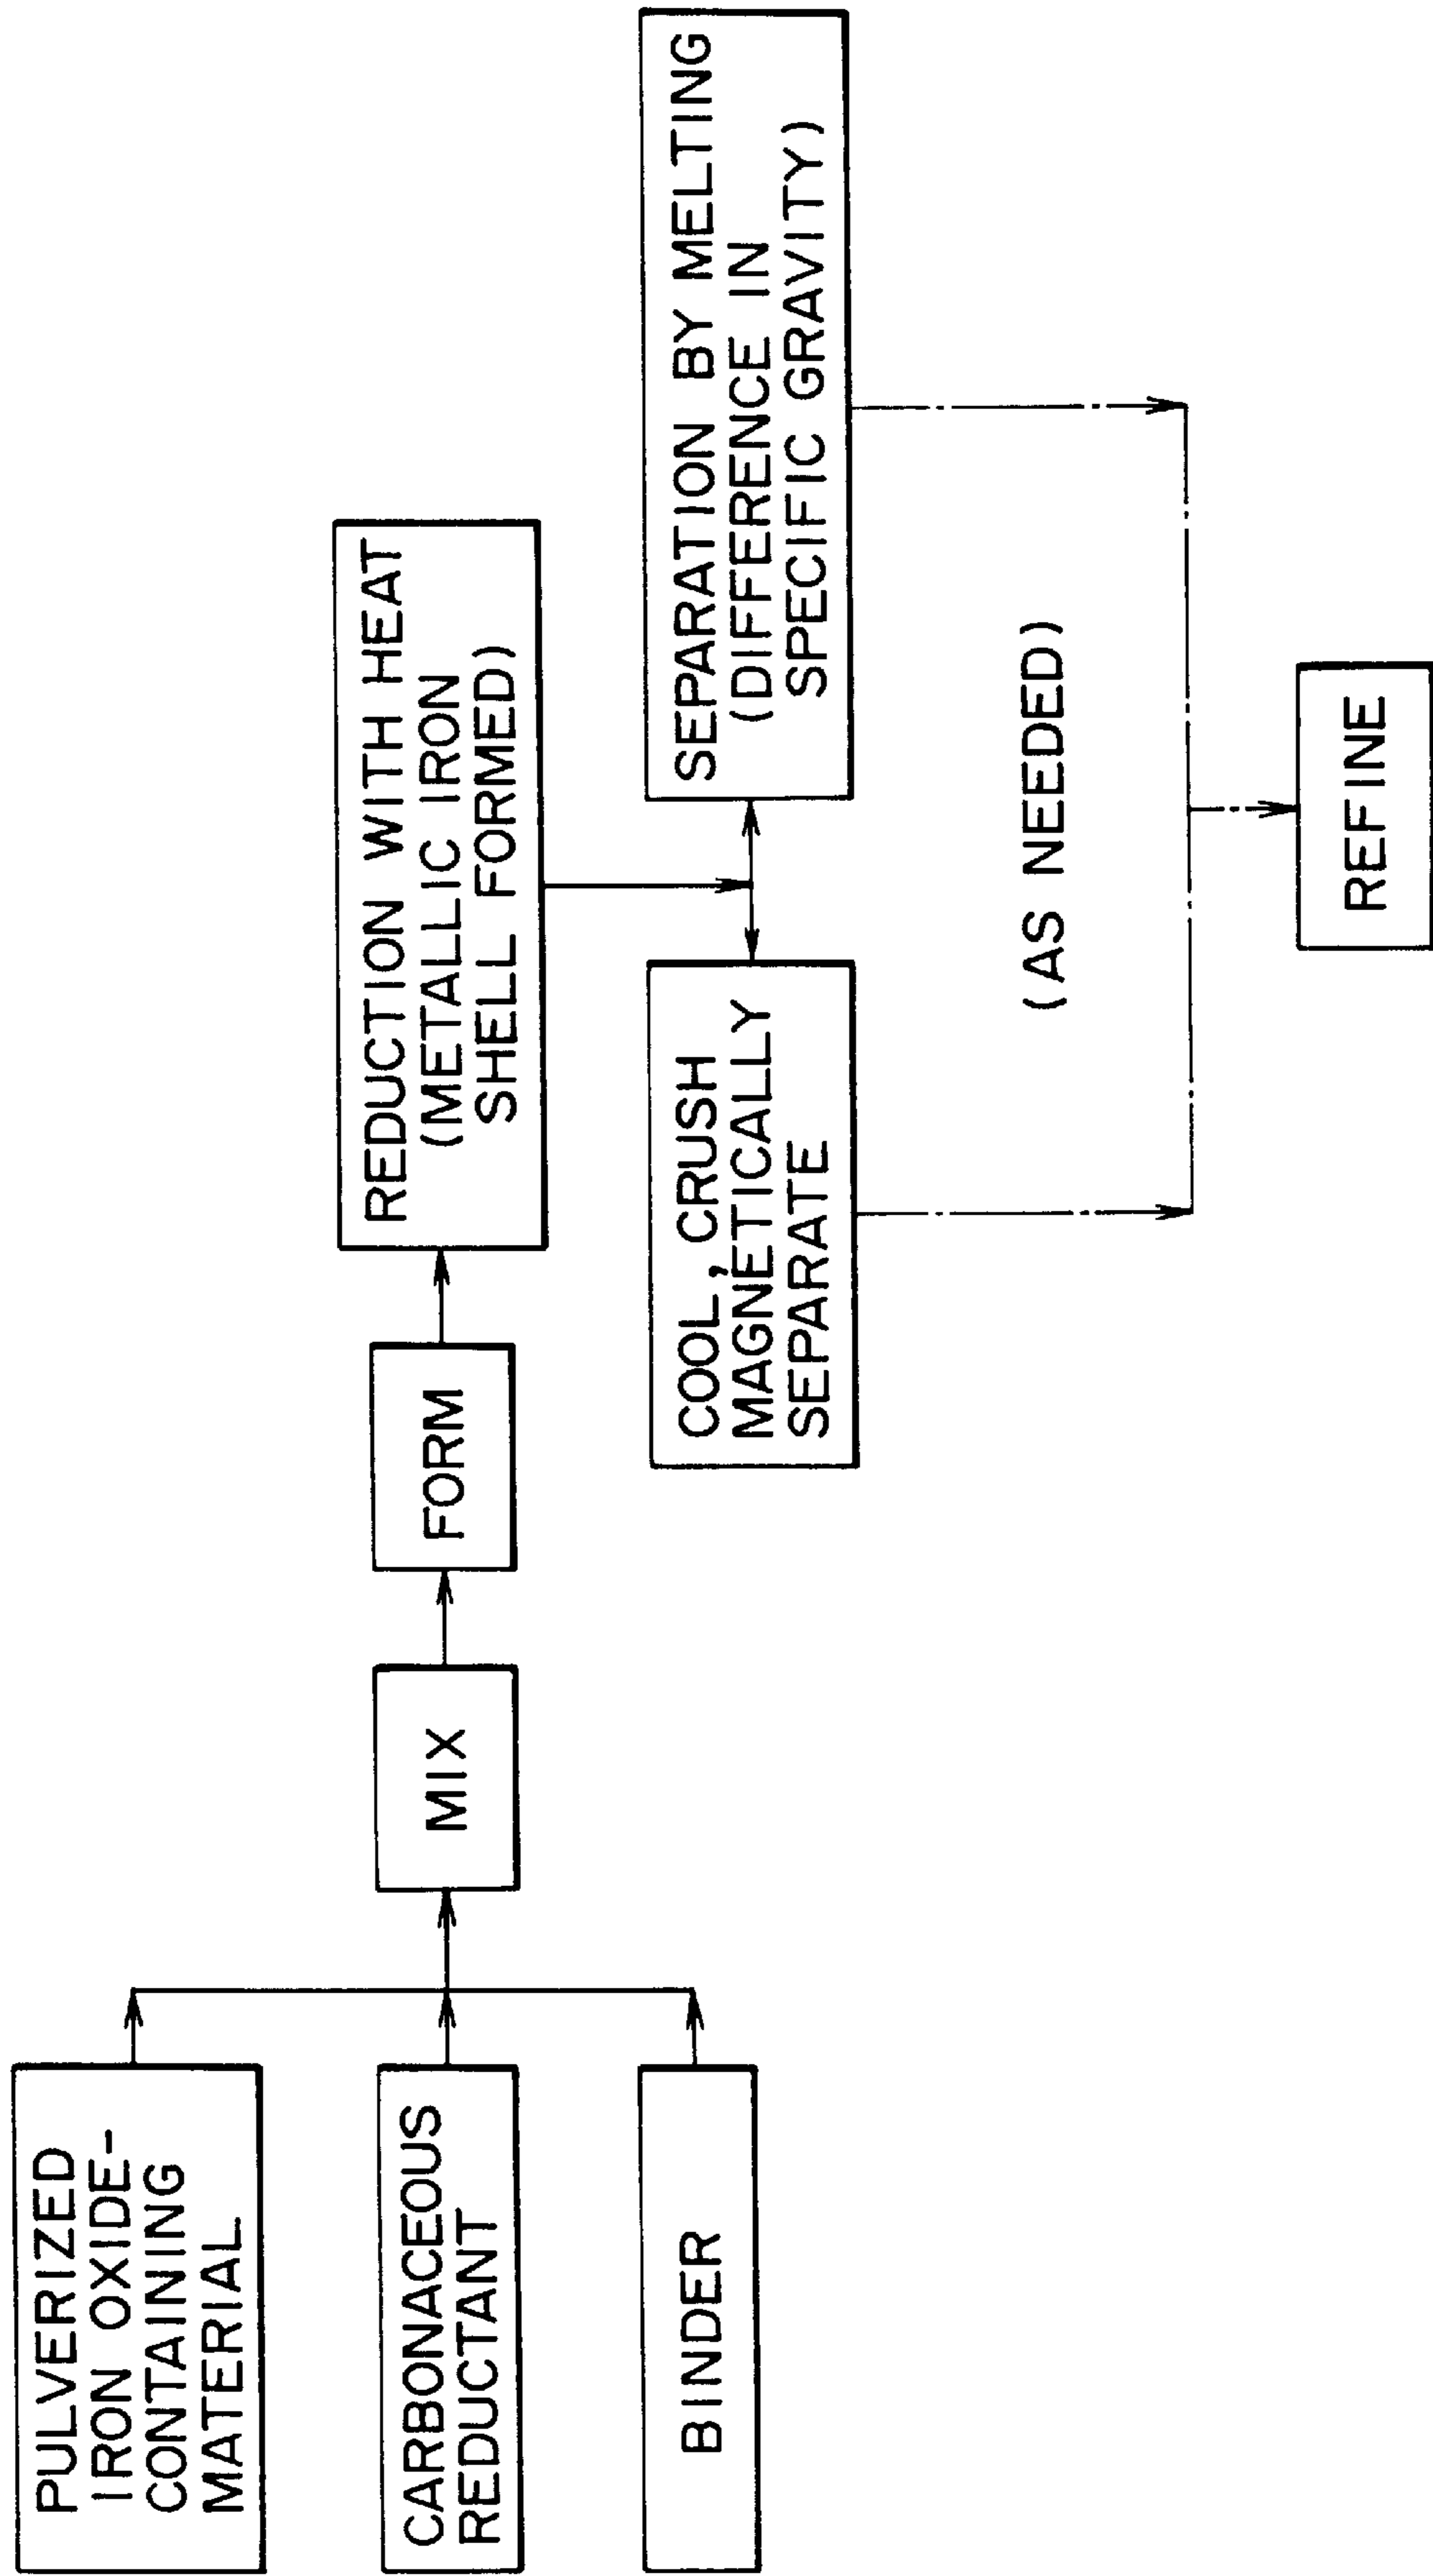 PULVERIZED
IRON OXIDE-
CONTAINING
MATERIAL
CARBONACEOUS
REDUCTANT
BINDER
MIX
FORM
REDUCTION WITH HEAT
(METALLIC IRON
SHELL FORMED)
COOL, CRUSH
MAGNETICALLY
SEPARATE
SEPARATION BY MELTING
(DIFFERENCE IN
SPECIFIC GRAVITY)
(AS NEEDED)
REFINE